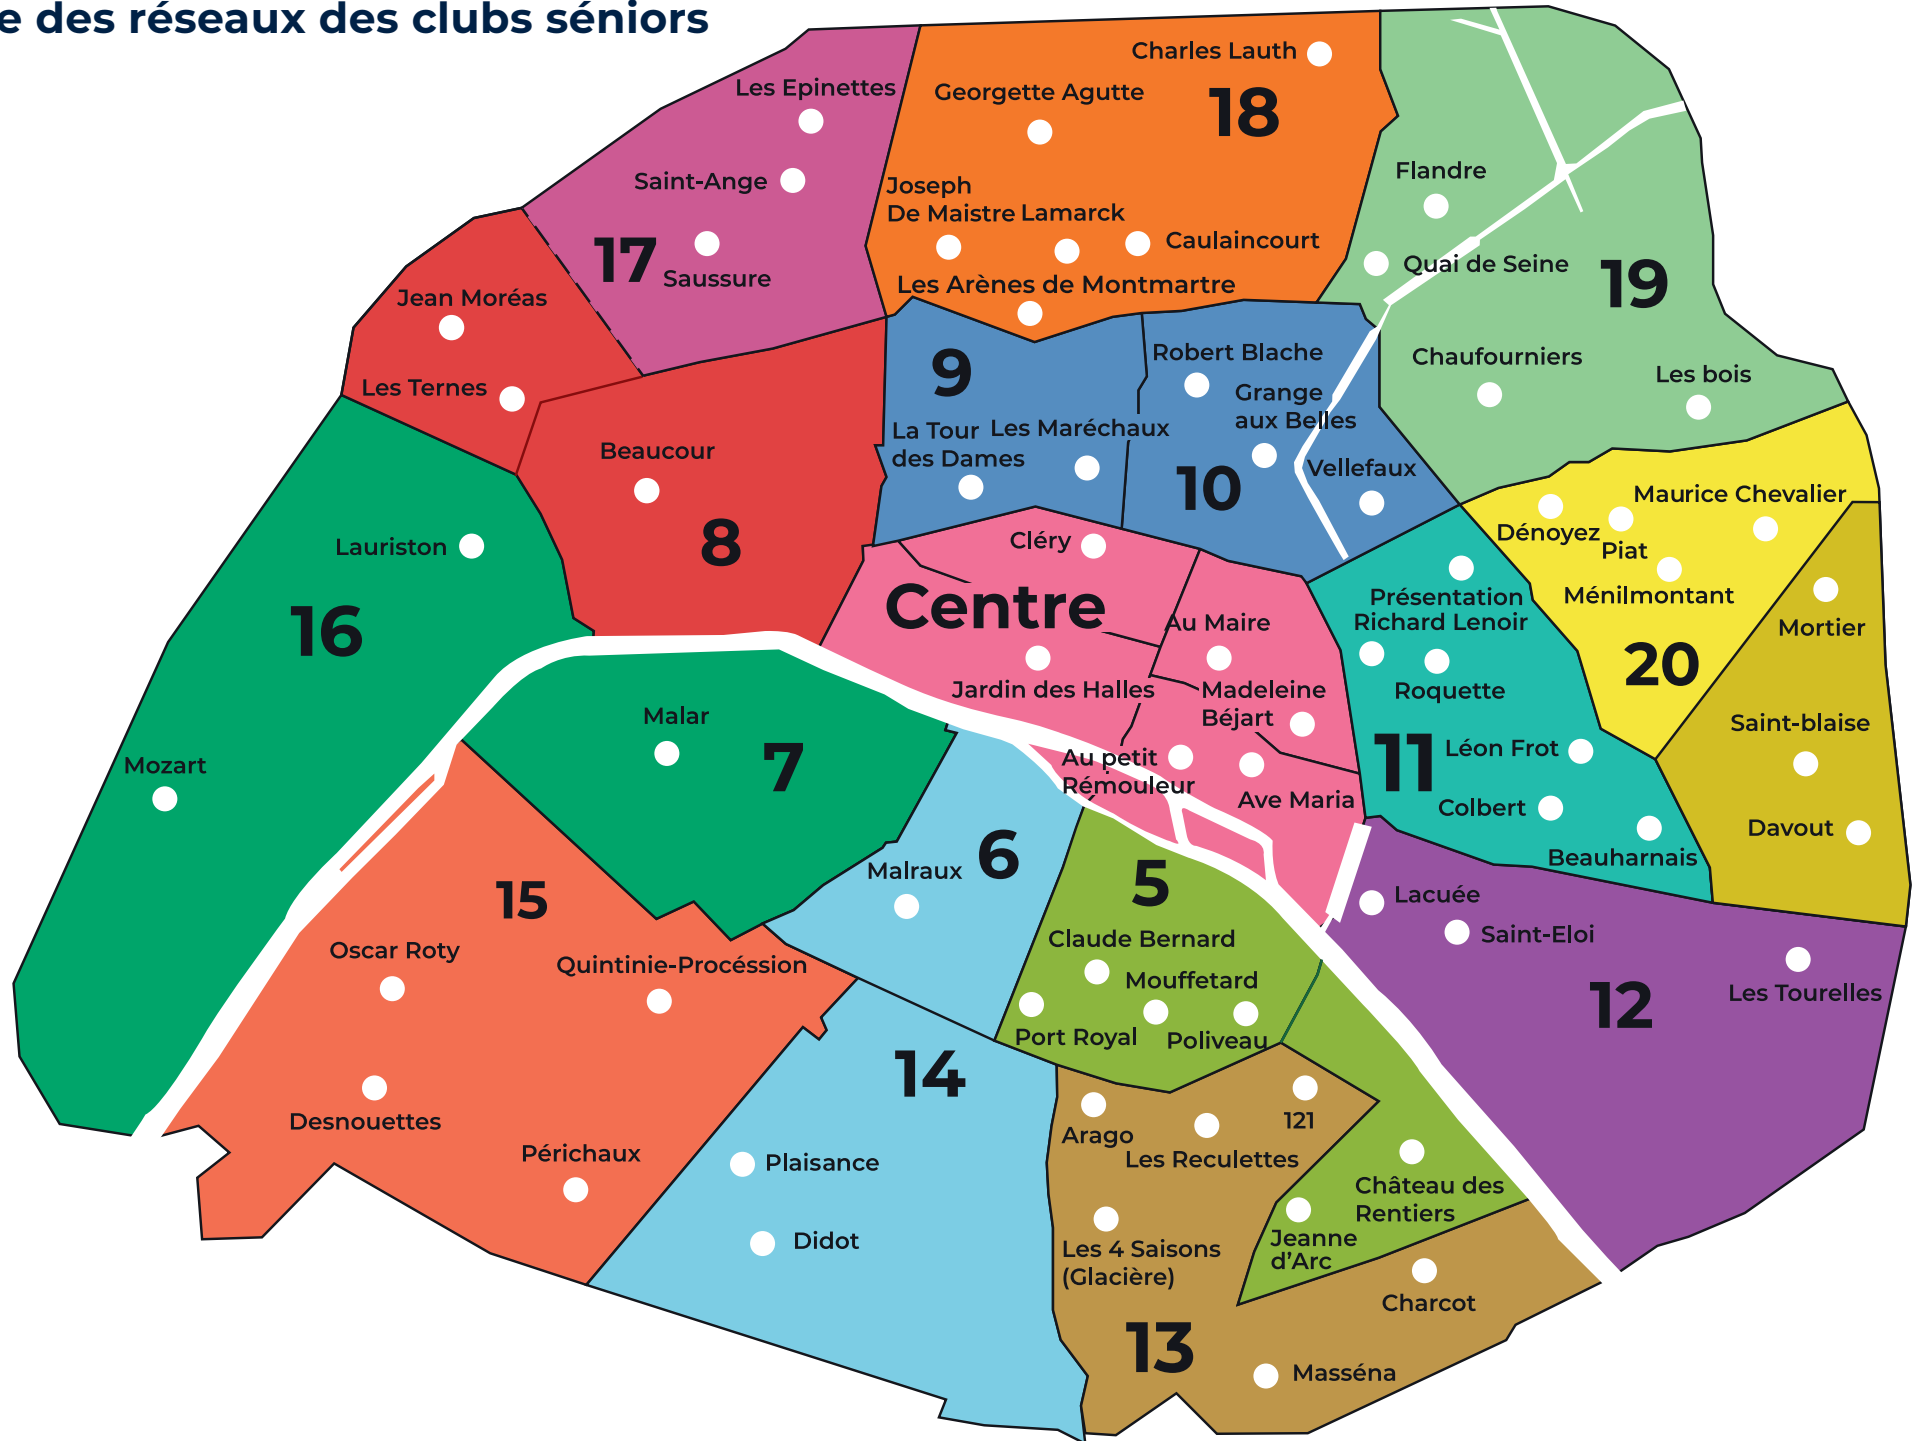 e des réseaux des clubs séniors
Charles Lauth
Les Epinettes
Georgette Agutte
18
Saint-Ange
Joseph
De Maistre
Lamarck
Caulaincourt
Flandre
17
Saussure
Les Arènes de Montmartre
Quai de Seine
19
Jean Moréas
Les Ternes
9
Robert Blache
Grange
aux Belles
Chaufourniers
Les bois
Beaucour
La Tour
des Dames
Les Maréchaux
10
Vellefaux
Maurice Chevalier
Dénoyez
Piat
Ménilmontant
Lauriston
8
Cléry
Centre
Au Maire
Présentation
Richard Lenoir
Roquette
20
Mortier
16
Jardin des Halles
Madeleine
Béjart
Malar
7
Au petit
Rémouleur
Ave Maria
11
Léon Frot
Colbert
Beauharnais
Saint-blaise
Davout
Mozart
15
Malraux
6
5
Lacuée
Saint-Eloi
Les Tourelles
12
Oscar Roty
Quintinie-Procéssion
Claude Bernard
Mouffetard
Port Royal
Poliveau
Desnouettes
Périchaux
14
Plaisance
Didot
Arago
Les Reculettes
121
Château des
Rentiers
Jeanne
d'Arc
Les 4 Saisons
(Glacière)
Charcot
13
Masséna